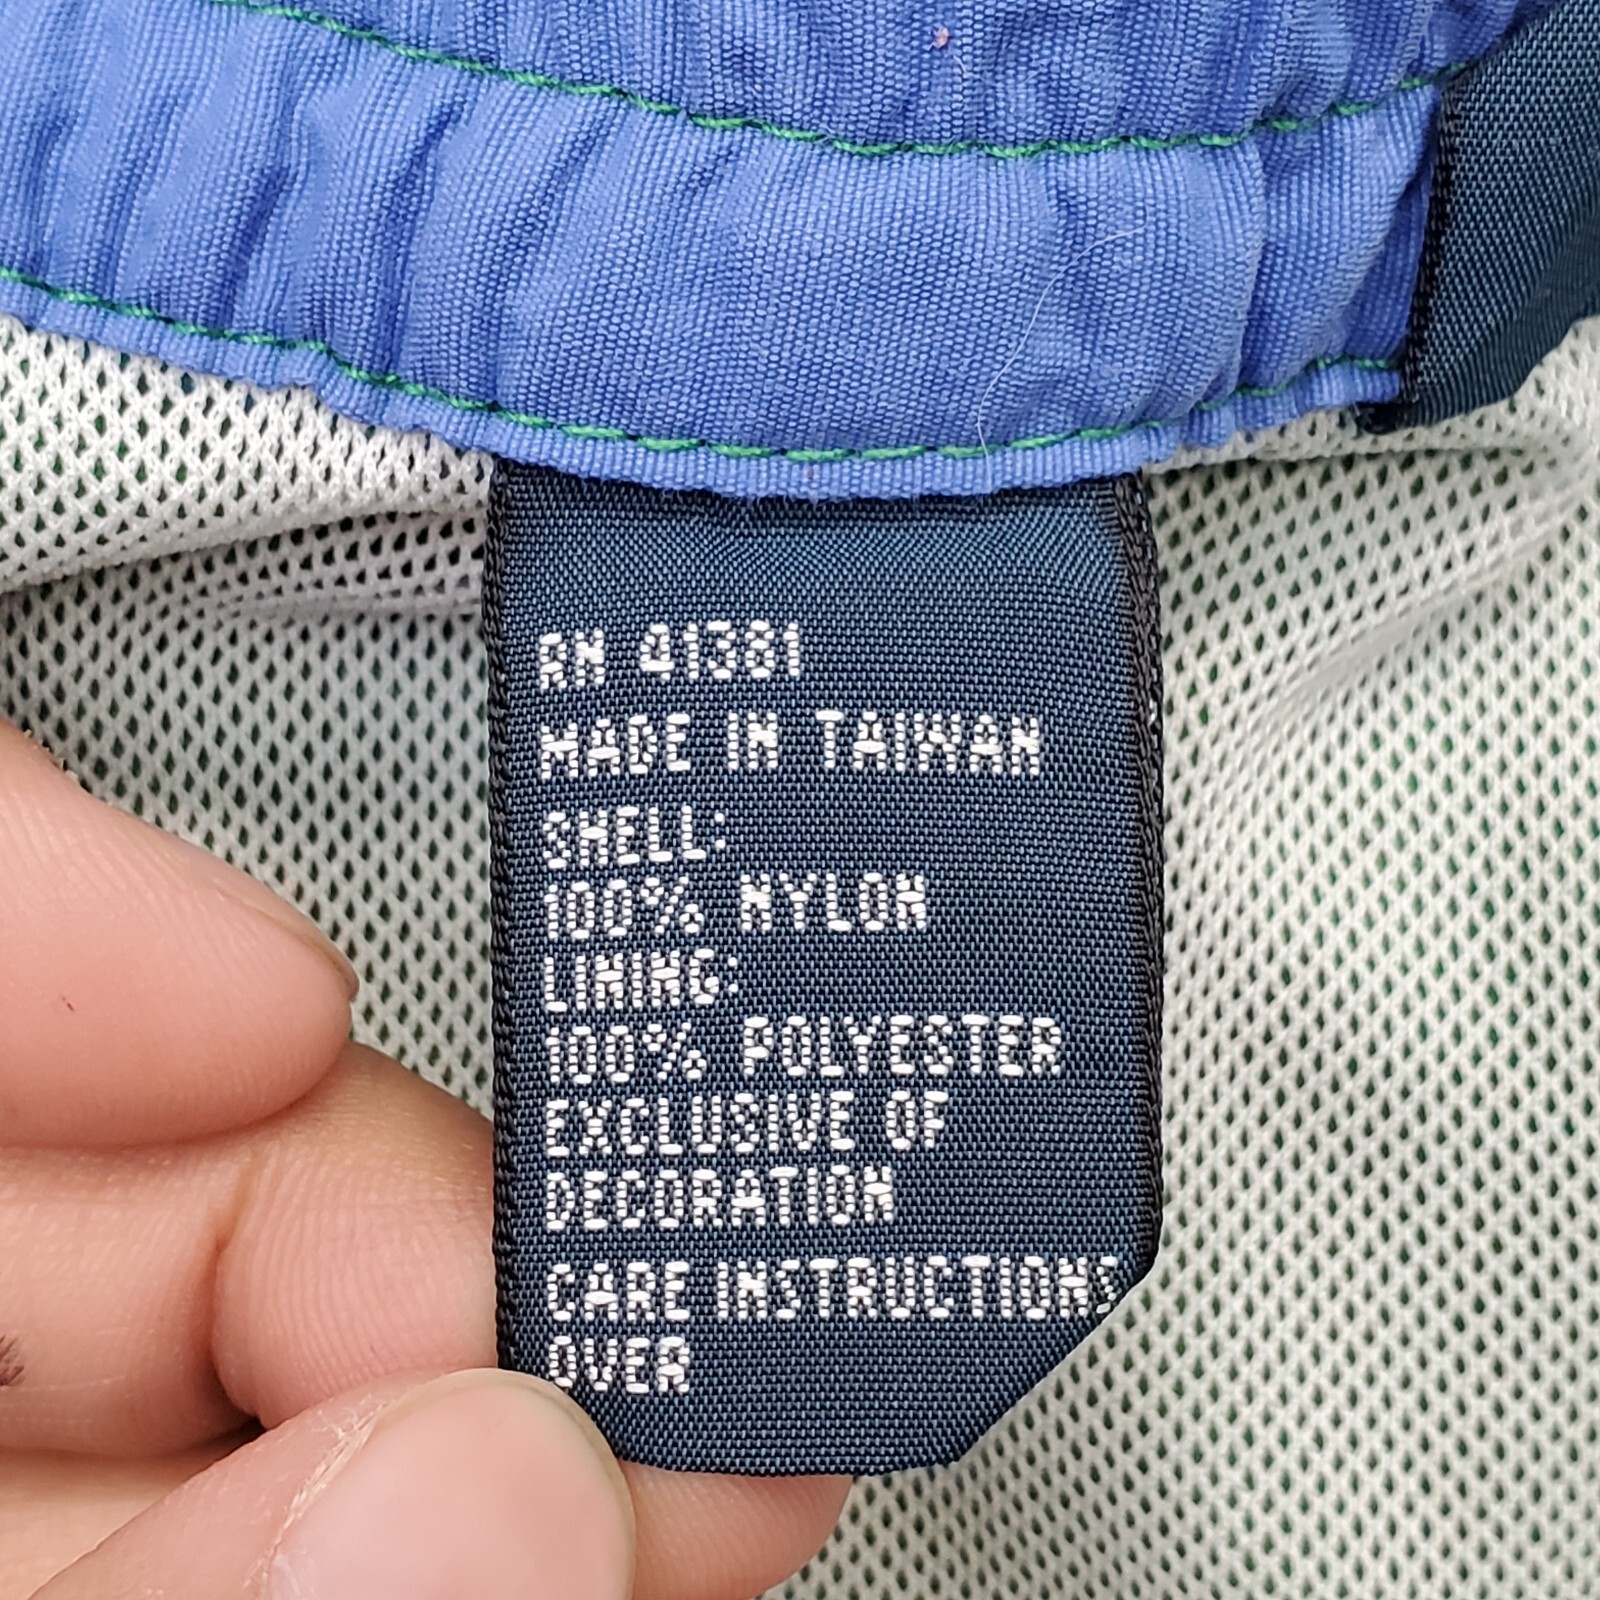 RN 41381
MADE IN TAIWAN
SHELL:
100% NYLON
LINING:
100% POLYESTER
EXCLUSIVE OF
DECORATION
CARE INSTRUCTIONS
OVER